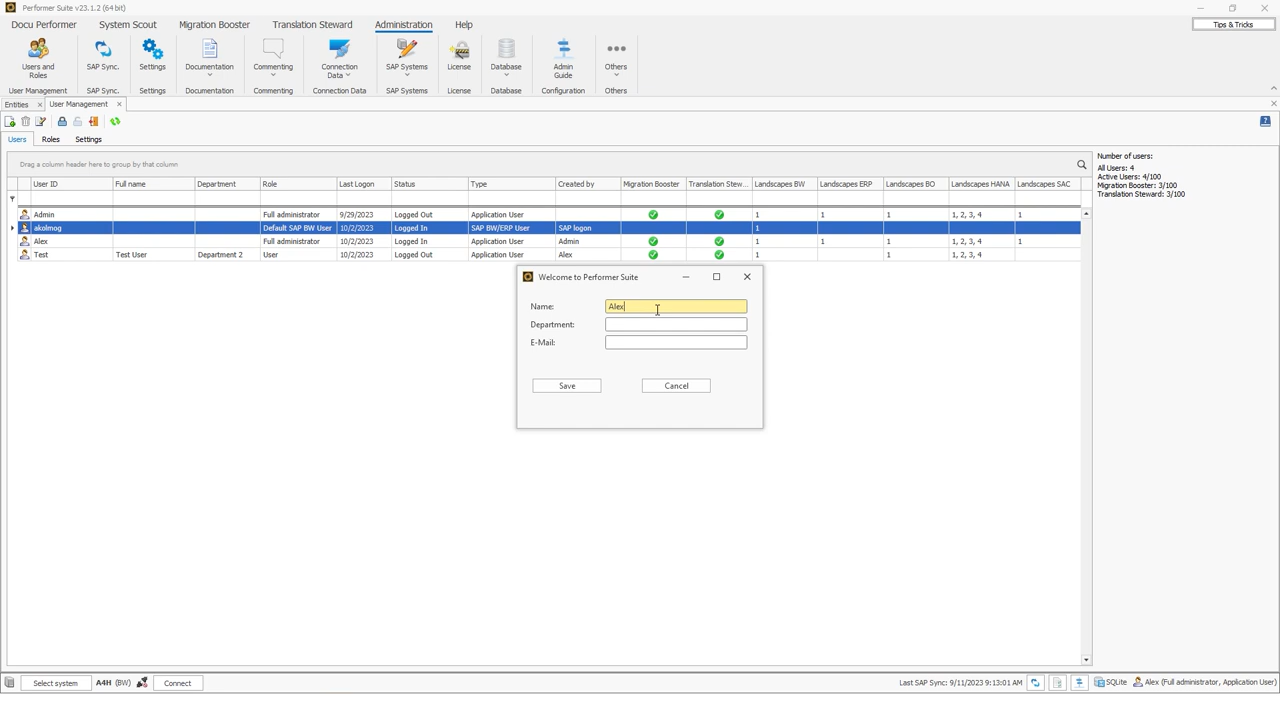 Performer Suite v23.1.2 (64 bit)
Docu Performer System Scout Migration Booster Translation Steward Administration Help Tips & Tricks
Users and Roles SAP Sync. Settings Documentation Commenting Connection Data SAP Systems License Database Admin Guide Others
User Management SAP Sync. Settings Documentation Commenting Connection Data SAP Systems License Database Configuration Others
Entities User Management
Users Roles Settings
Drag a column header here to group by that column
User ID Full name Department Role Last Logon Status Type Created by Migration Booster Translation Stew... Landscapes BW Landscapes ERP Landscapes BO Landscapes HANA Landscapes SAC
Admin Full administrator 9/29/2023 Logged Out Application User 1 1 1 1, 2, 3, 4 1
akolmog Default SAP BW User 10/2/2023 Logged In SAP BW/ERP User SAP logon 1
Alex Full administrator 10/2/2023 Logged In Application User Admin 1 1 1 1, 2, 3, 4 1
Test Test User Department 2 User 10/2/2023 Logged Out Application User Alex 1 1 1, 2, 3, 4
Number of users:
All Users: 4
Active Users: 4/100
Migration Booster: 3/100
Translation Steward: 3/100
Welcome to Performer Suite
Name: Alex
Department:
E-Mail:
Save Cancel
Select system A4H (BW) Connect Last SAP Sync: 9/11/2023 9:13:01 AM SQLite Alex (Full administrator, Application User)